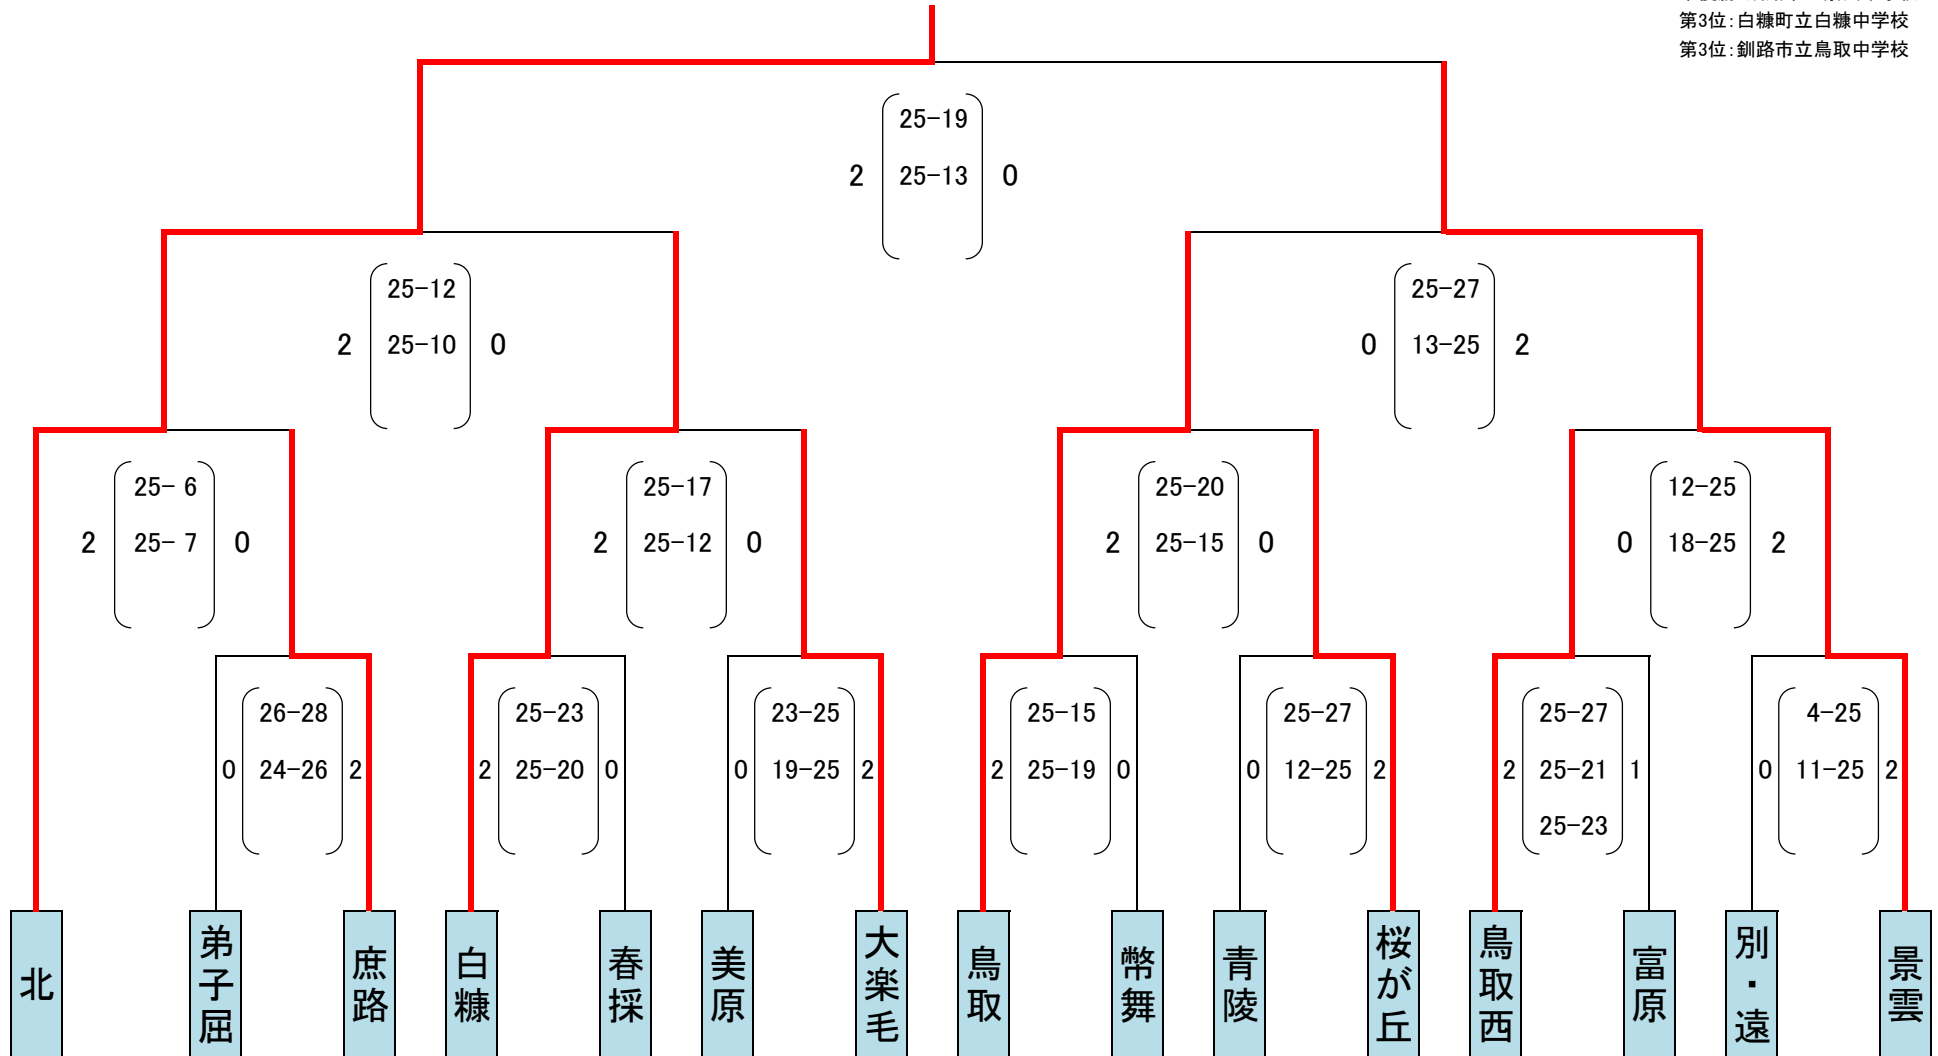 第3位：白糠町立白糠中学校
第3位：釧路市立鳥取中学校
25-19
2 25-13 0
25-12
2 25-10 0
25-27
0 13-25 2
25- 6
2 25- 7 0
25-17
2 25-12 0
25-20
2 25-15 0
12-25
0 18-25 2
26-28
0 24-26 2
25-23
2 25-20 0
23-25
0 19-25 2
25-15
2 25-19 0
25-27
0 12-25 2
25-27
2 25-21 1
25-23
4-25
0 11-25 2
北
弟子屈
庶路
白糠
春採
美原
大楽毛
鳥取
幣舞
青陵
桜が丘
鳥取西
富原
別・遠
景雲